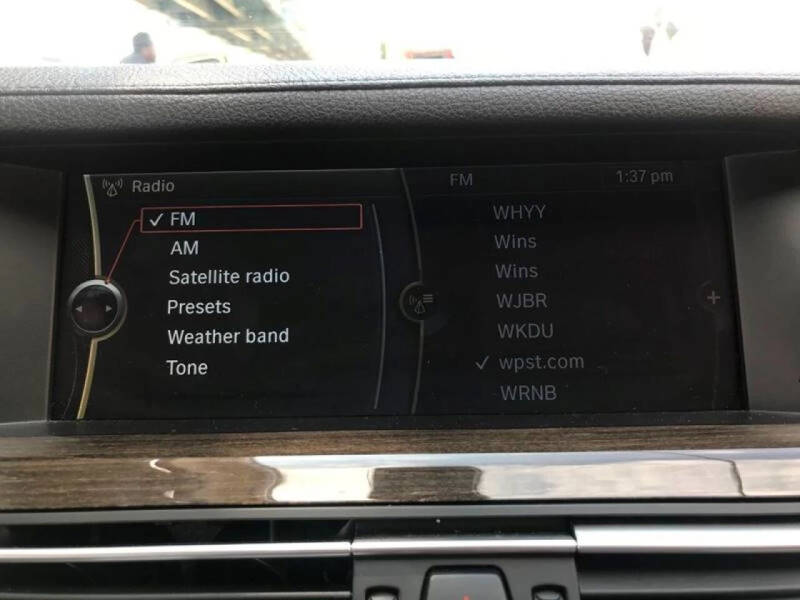 Radio
✓ FM
AM
Satellite radio
Presets
Weather band
Tone
FM 1:37 pm
WHYY
Wins
Wins
WJBR
WKDU
✓ wpst.com
WRNB